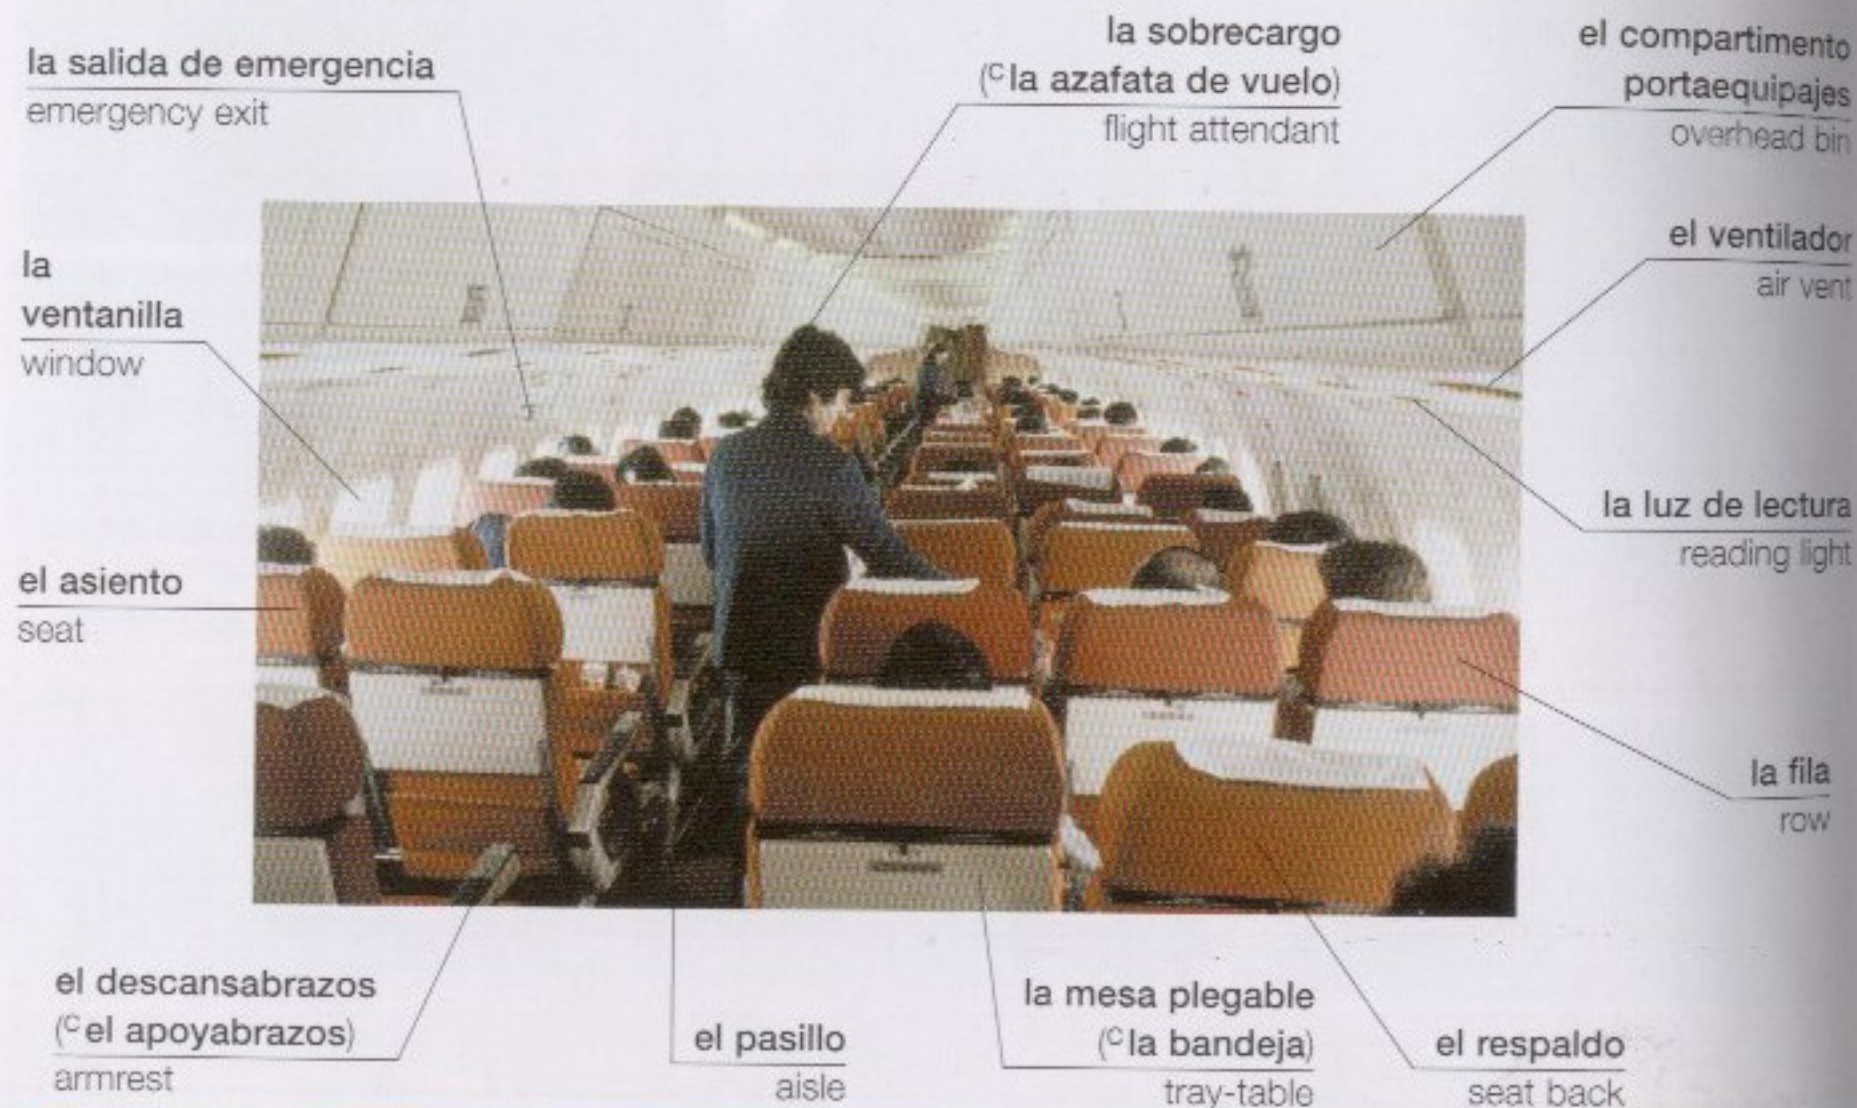 la salida de emergencia
emergency exit
la sobrecargo
(ᶜla azafata de vuelo)
flight attendant
el compartimento
portaequipajes
overhead bin
la
ventanilla
window
el ventilador
air vent
la luz de lectura
reading light
el asiento
seat
la fila
row
el descansabrazos
(ᶜel apoyabrazos)
armrest
el pasillo
aisle
la mesa plegable
(ᶜla bandeja)
tray-table
el respaldo
seat back